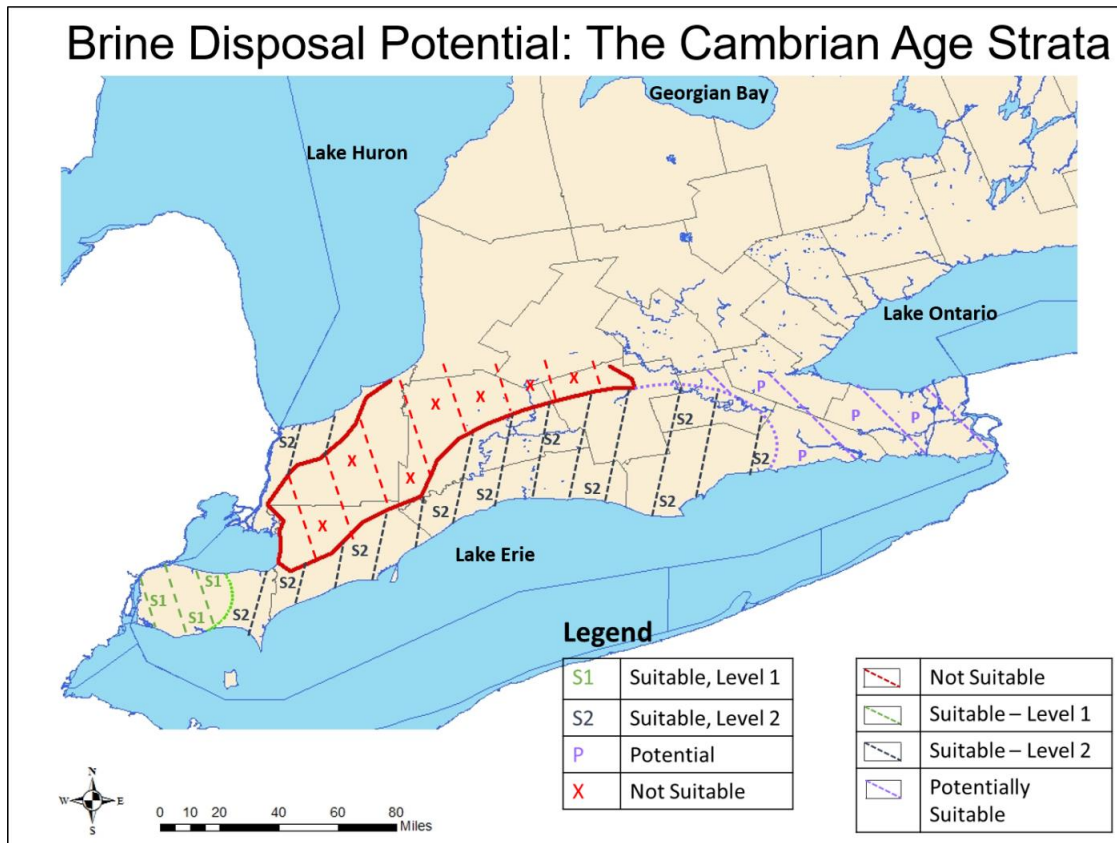 Brine Disposal Potential: The Cambrian Age Strata
Georgian Bay
Lake Huron
Lake Ontario
P
X
X
X
X
P
P
S2
S2
S2
X
P
S2
X
S2
S2
S2
S2
X
S2
S2
Lake Erie
S1
S2
S1
S1
S2
Legend
S1 Suitable, Level 1
S2 Suitable, Level 2
P Potential
X Not Suitable
Not Suitable
Suitable – Level 1
Suitable – Level 2
Potentially
Suitable
N
W E
S
0 20 40 60 80
Miles